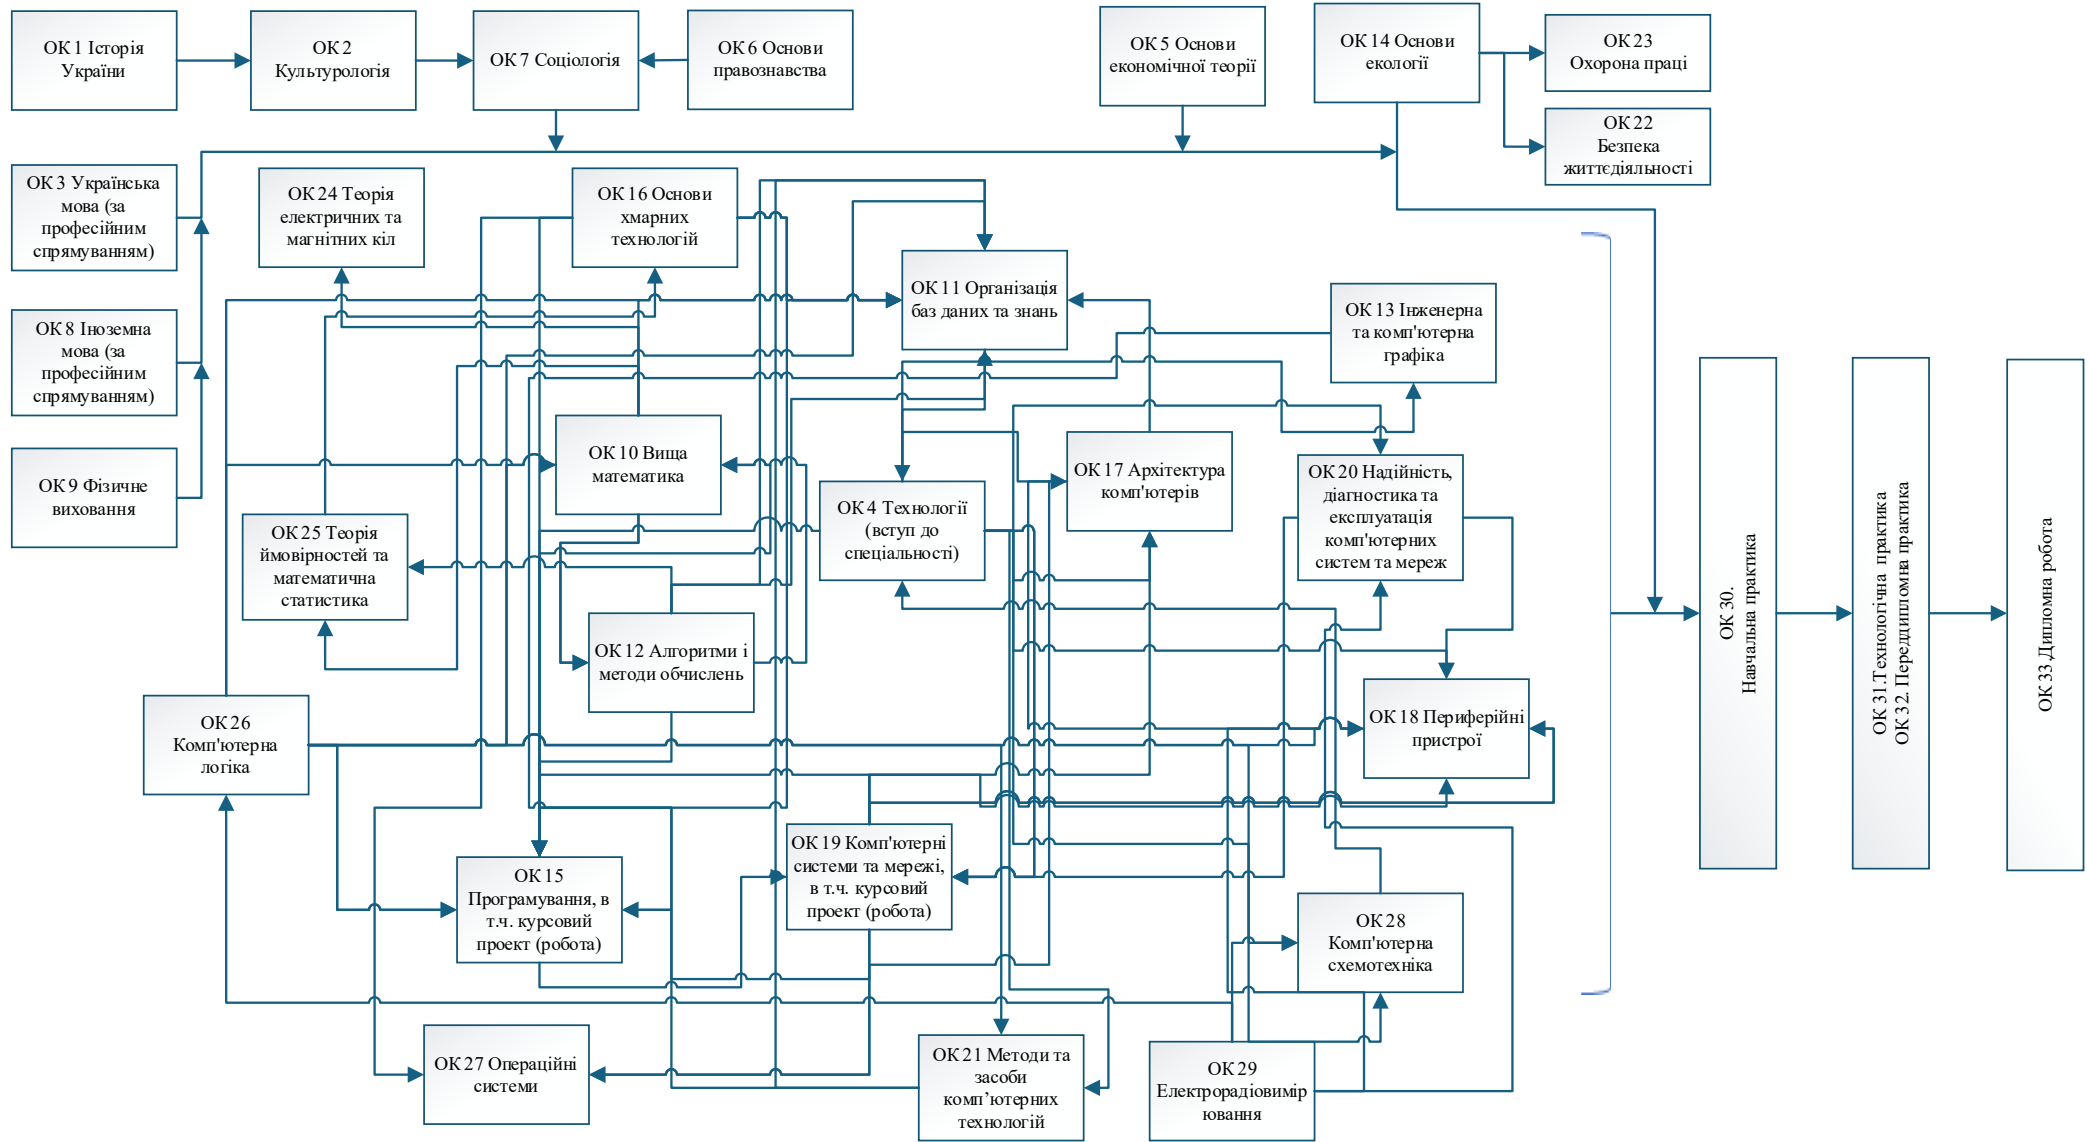 ОК 1 Історія
України
ОК 2
Культурологія
ОК 7 Соціологія
ОК 6 Основи
правознавства
ОК 5 Основи
економічної теорії
ОК 14 Основи
екології
ОК 23
Охорона праці
ОК 22
Безпека
життєдіяльності
ОК 3 Українська
мова (за
професійним
спрямуванням)
ОК 24 Теорія
електричних та
магнітних кіл
ОК 16 Основи
хмарних
технологій
ОК 11 Організація
баз даних та знань
ОК 13 Інженерна
та комп'ютерна
графіка
ОК 8 Іноземна
мова (за
професійним
спрямуванням)
ОК 10 Вища
математика
ОК 17 Архітектура
комп'ютерів
ОК 20 Надійність,
діагностика та
експлуатація
комп'ютерних
систем та мереж
ОК 9 Фізичне
виховання
ОК 4 Технології
(вступ до
спеціальності)
ОК 25 Теорія
ймовірностей та
математична
статистика
ОК 12 Алгоритми і
методи обчислень
ОК 30.
Навчальна практика
ОК 31.Технологічна практика
ОК 32. Переддипломна практика
ОК 33 Дипломна робота
ОК 26
Комп'ютерна
логіка
ОК 18 Периферійні
пристрої
ОК 15
Програмування, в
т.ч. курсовий
проект (робота)
ОК 19 Комп'ютерні
системи та мережі,
в т.ч. курсовий
проект (робота)
ОК 28
Комп'ютерна
схемотехніка
ОК 27 Операційні
системи
ОК 21 Методи та
засоби
комп’ютерних
технологій
ОК 29
Електрорадіовимір
ювання